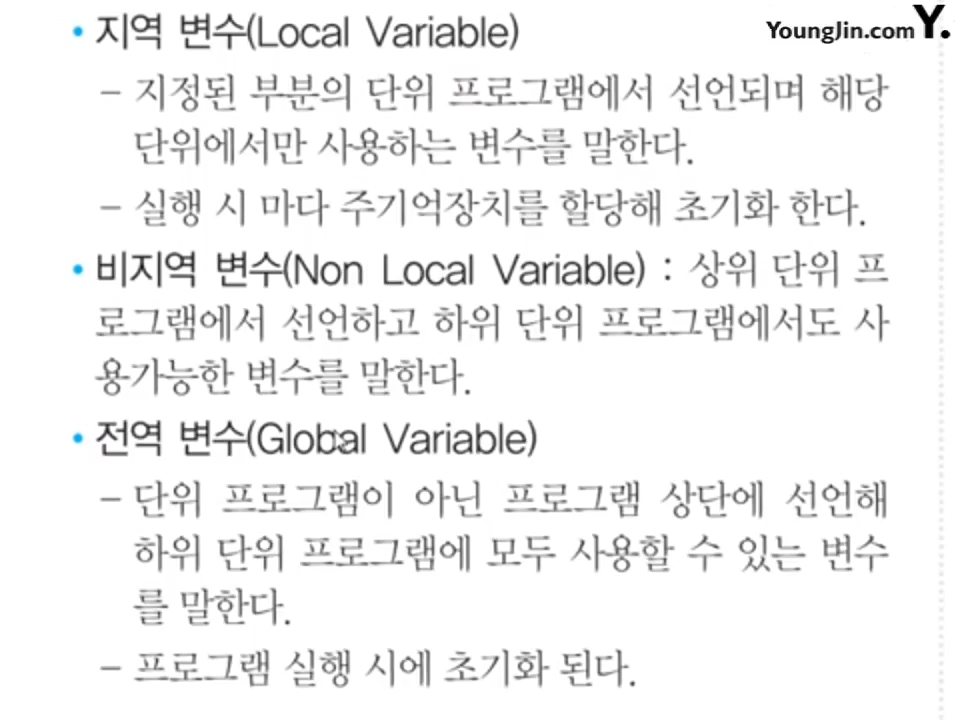 YoungJin.com Y.
• 지역 변수(Local Variable)
– 지정된 부분의 단위 프로그램에서 선언되며 해당
단위에서만 사용하는 변수를 말한다.
– 실행 시 마다 주기억장치를 할당해 초기화 한다.
• 비지역 변수(Non Local Variable) : 상위 단위 프
로그램에서 선언하고 하위 단위 프로그램에서도 사
용가능한 변수를 말한다.
• 전역 변수(Global Variable)
– 단위 프로그램이 아닌 프로그램 상단에 선언해
하위 단위 프로그램에 모두 사용할 수 있는 변수
를 말한다.
– 프로그램 실행 시에 초기화 된다.